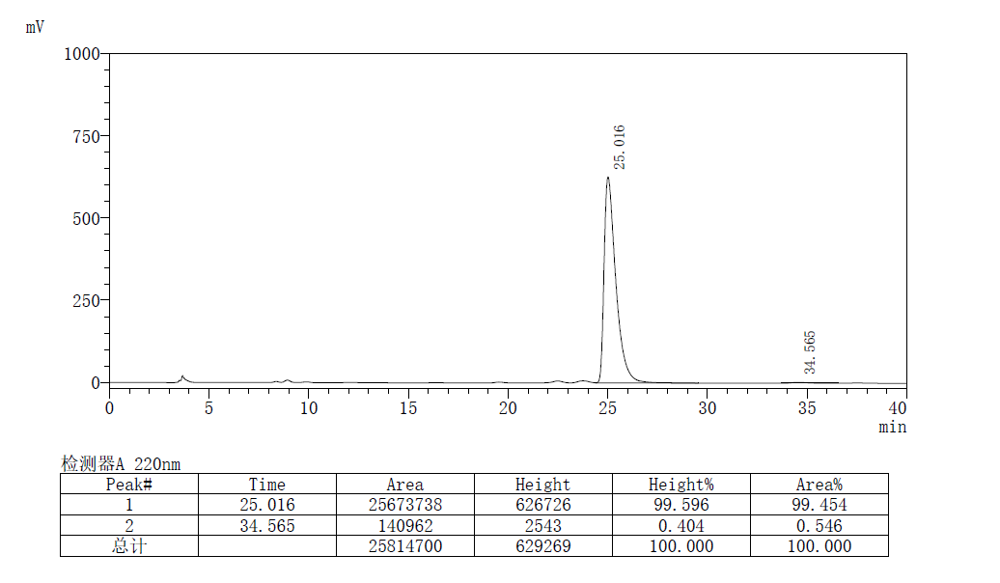 mV
1000
750
500
250
0
25.016
34.565
0 5 10 15 20 25 30 35 40
min
检测器A 220nm
Peak# Time Area Height Height% Area%
1 25.016 25673738 626726 99.596 99.454
2 34.565 140962 2543 0.404 0.546
总计 25814700 629269 100.000 100.000